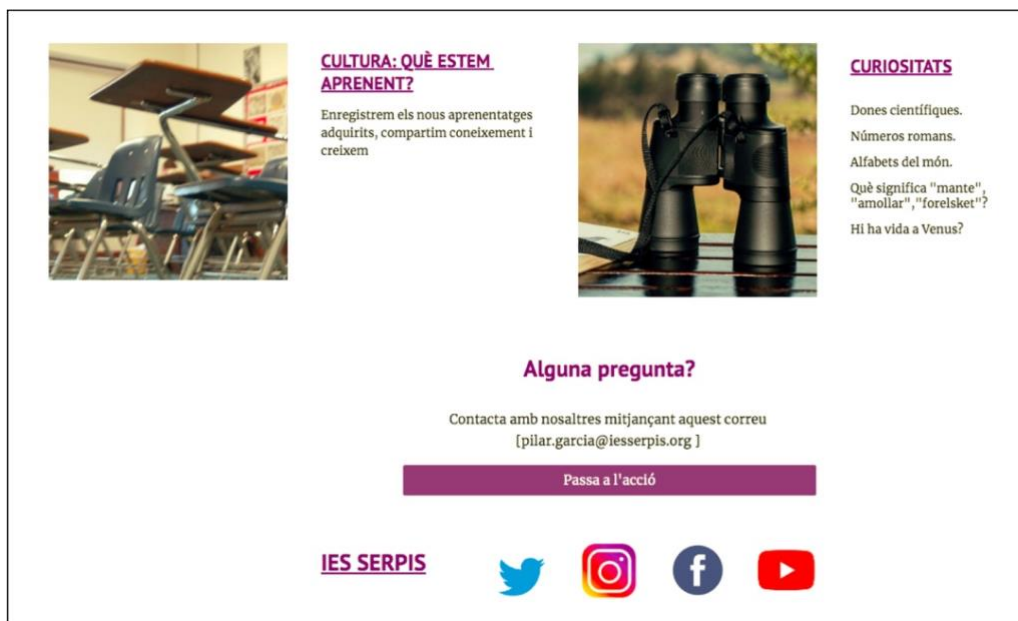 CULTURA: QUÈ ESTEM
APRENENT?
Enregistrem els nous aprenentatges
adquirits, compartim coneixement i
creixem
CURIOSITATS
Dones científiques.
Números romans.
Alfabets del món.
Què significa "mante",
"amollar","forelsket"?
Hi ha vida a Venus?
Alguna pregunta?
Contacta amb nosaltres mitjançant aquest correu
[pilar.garcia@iesserpis.org ]
Passa a l'acció
IES SERPIS